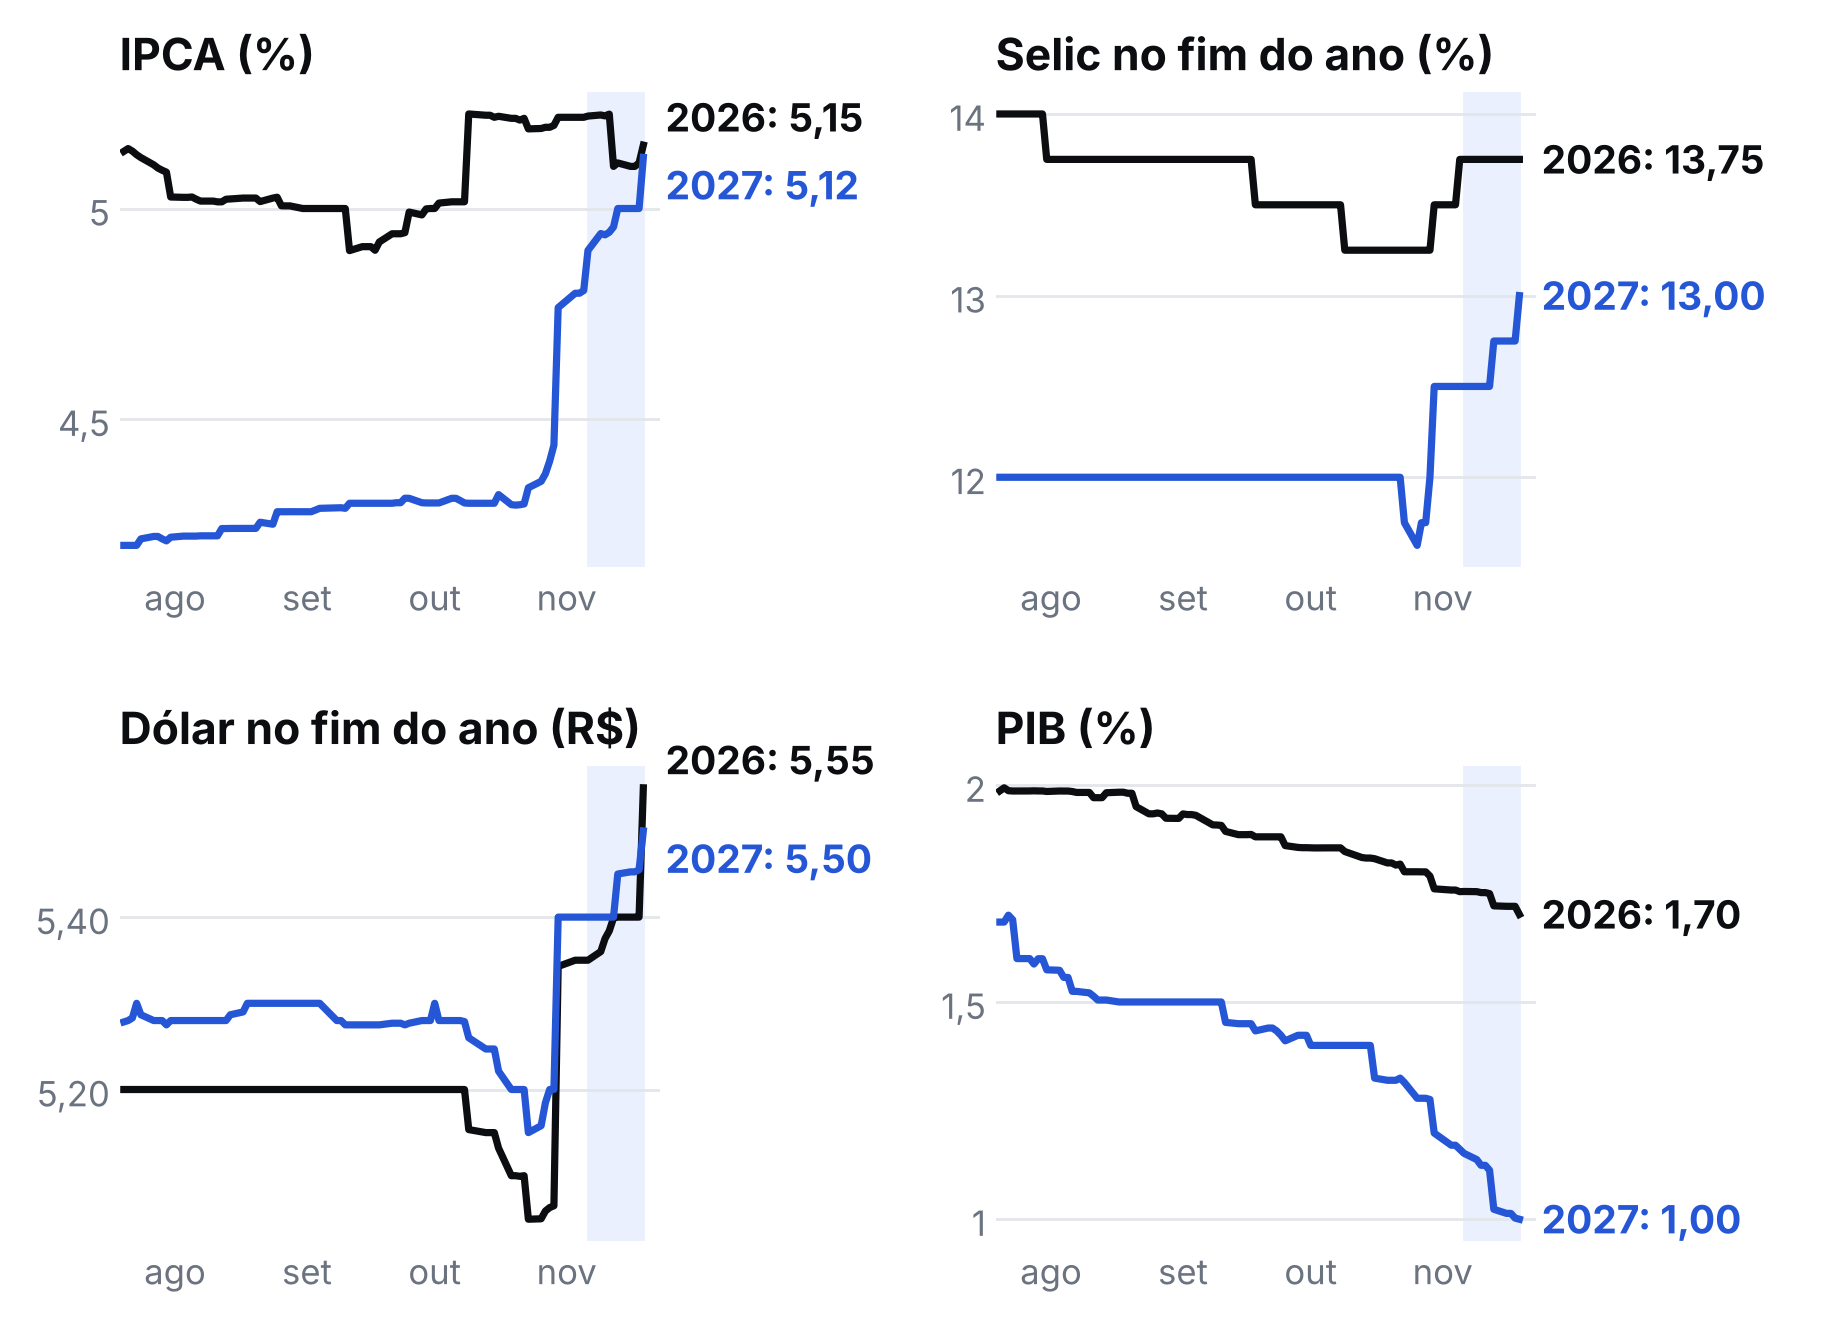 IPCA (%)
2026: 5,15
2027: 5,12
5
4,5
ago set out nov
Selic no fim do ano (%)
14
13
12
2026: 13,75
2027: 13,00
ago set out nov
Dólar no fim do ano (R$)
2026: 5,55
2027: 5,50
5,40
5,20
ago set out nov
PIB (%)
2
1,5
1
2026: 1,70
2027: 1,00
ago set out nov